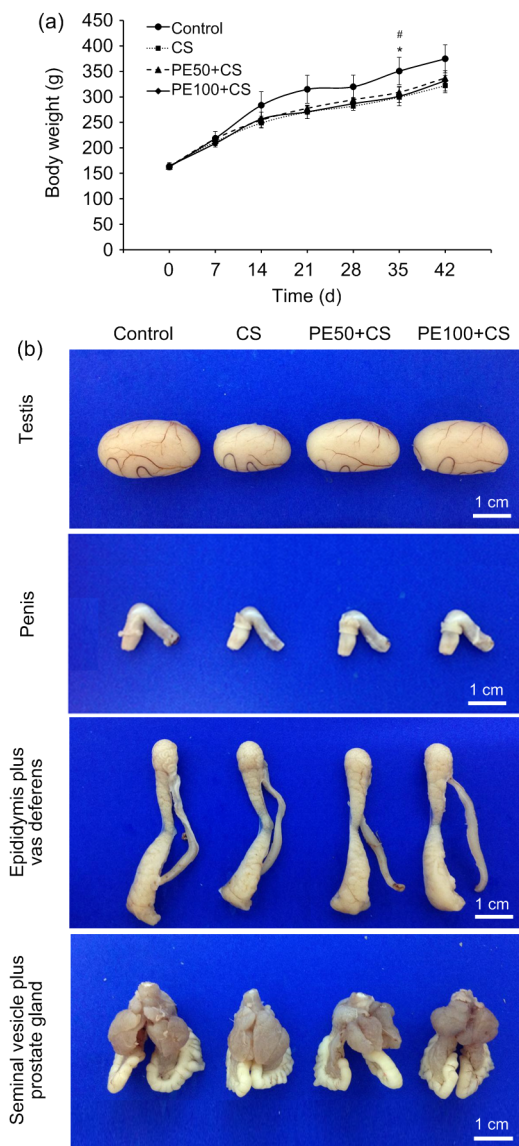 (a)
Control
CS
PE50+CS
PE100+CS
#
*
Body weight (g)
400
350
300
250
200
150
100
50
0
0 7 14 21 28 35 42
Time (d)
(b)
Control CS PE50+CS PE100+CS
Testis
1 cm
Penis
1 cm
Epididymis plus
vas deferens
1 cm
Seminal vesicle plus
prostate gland
1 cm